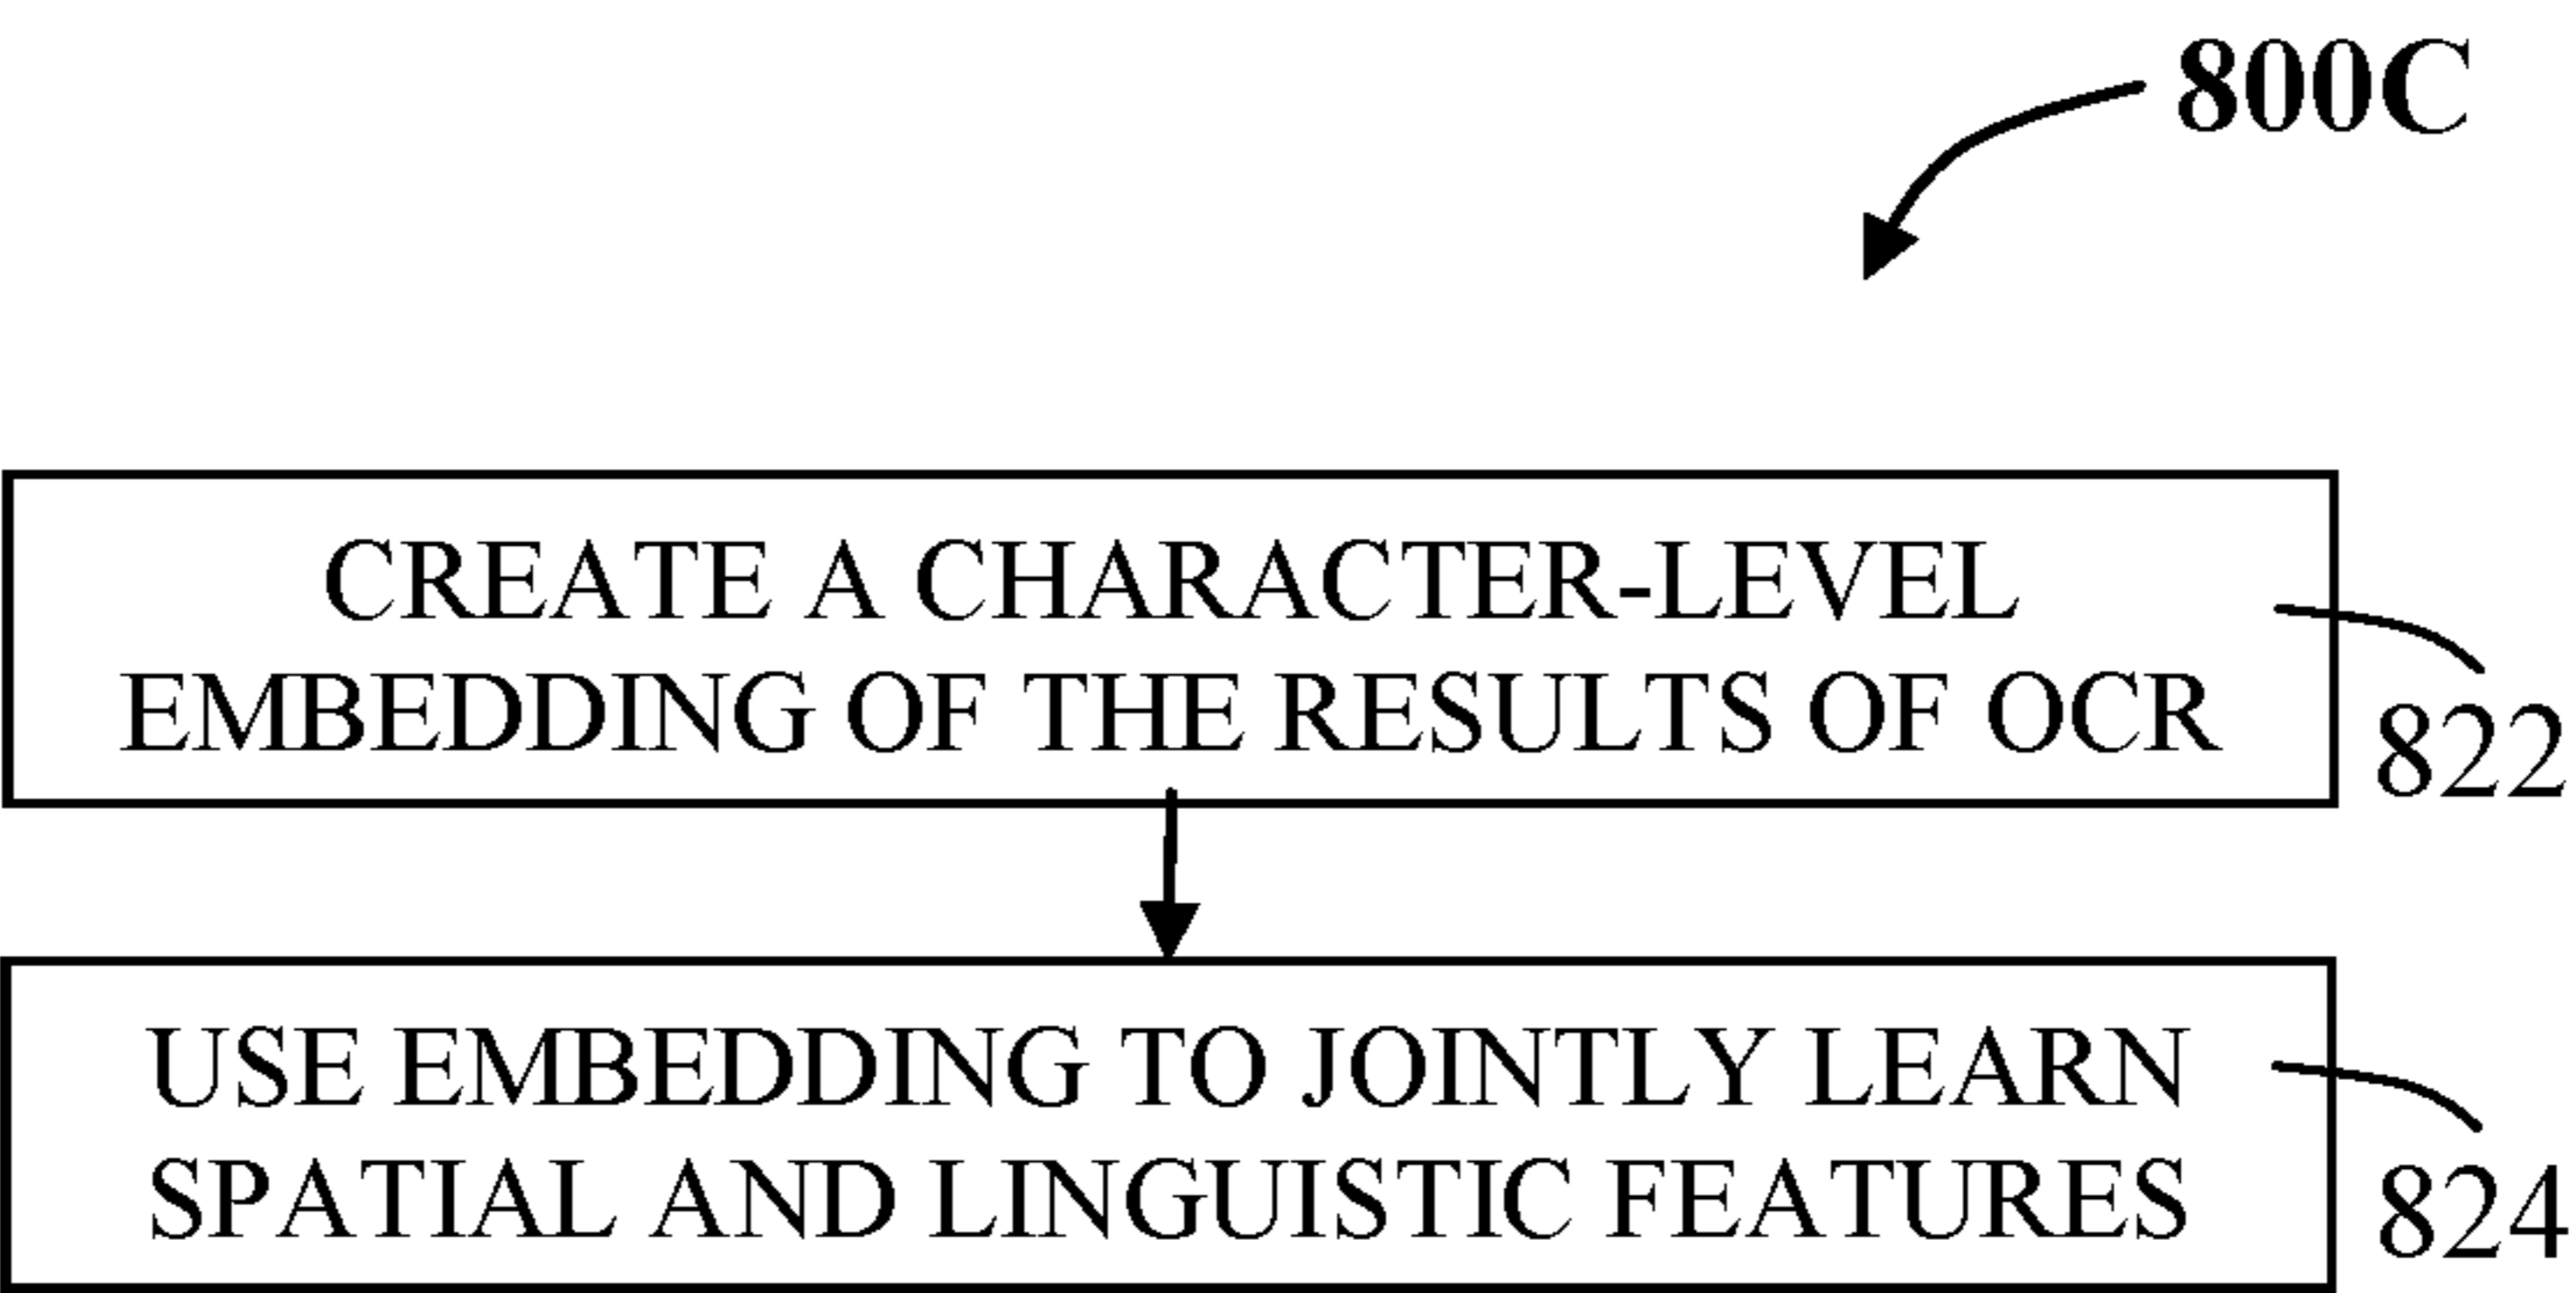 800C
CREATE A CHARACTER-LEVEL
EMBEDDING OF THE RESULTS OF OCR
822
USE EMBEDDING TO JOINTLY LEARN
SPATIAL AND LINGUISTIC FEATURES
824